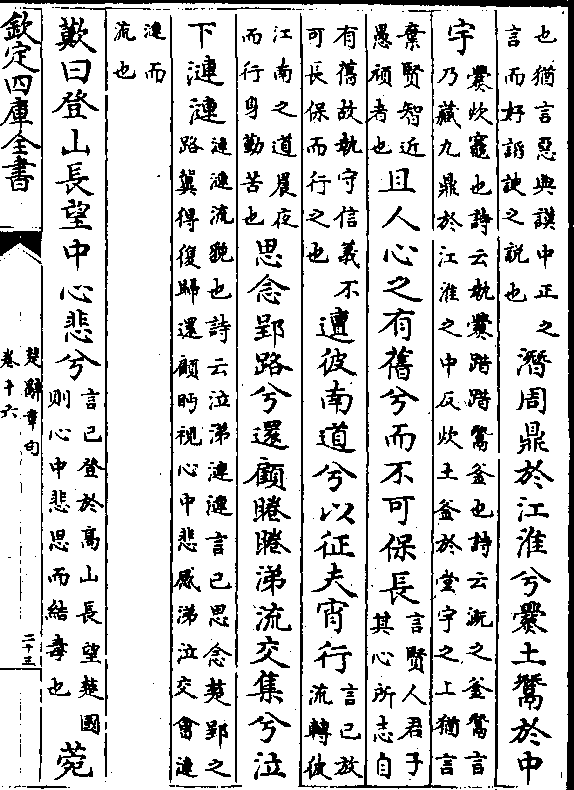 也猶言惡典謨中正之
言而好諂諛之説也
潛周鼎於江淮兮爨土鬵於中
宇
爨炊竈也詩云執爨踖踖鬵釜也詩云溉之釜鬵言
乃藏九鼎於江淮之中反炊土釜於堂宇之上猶言
棄賢智近
愚頑者也
且人心之有舊兮而不可保長
言賢人君子
其心所志自
有舊故執守信義不
可長保而行之也
邅彼南道兮以征夫宵行
言已放
流轉彼
江南之道晨夜
而行身勤苦也
思念郢路兮還顧睠睠涕流交集兮泣
下漣漣
漣漣流貌也詩云泣涕漣漣言已思念楚郢之
路冀得復歸還顧眄視心中悲感涕泣交會漣
漣而
流也
歎曰登山長望中心悲兮
言已登於高山長望楚國
則心中悲思而結毒也
菀
欽定四庫全書
楚辭章句
卷十六
二十三